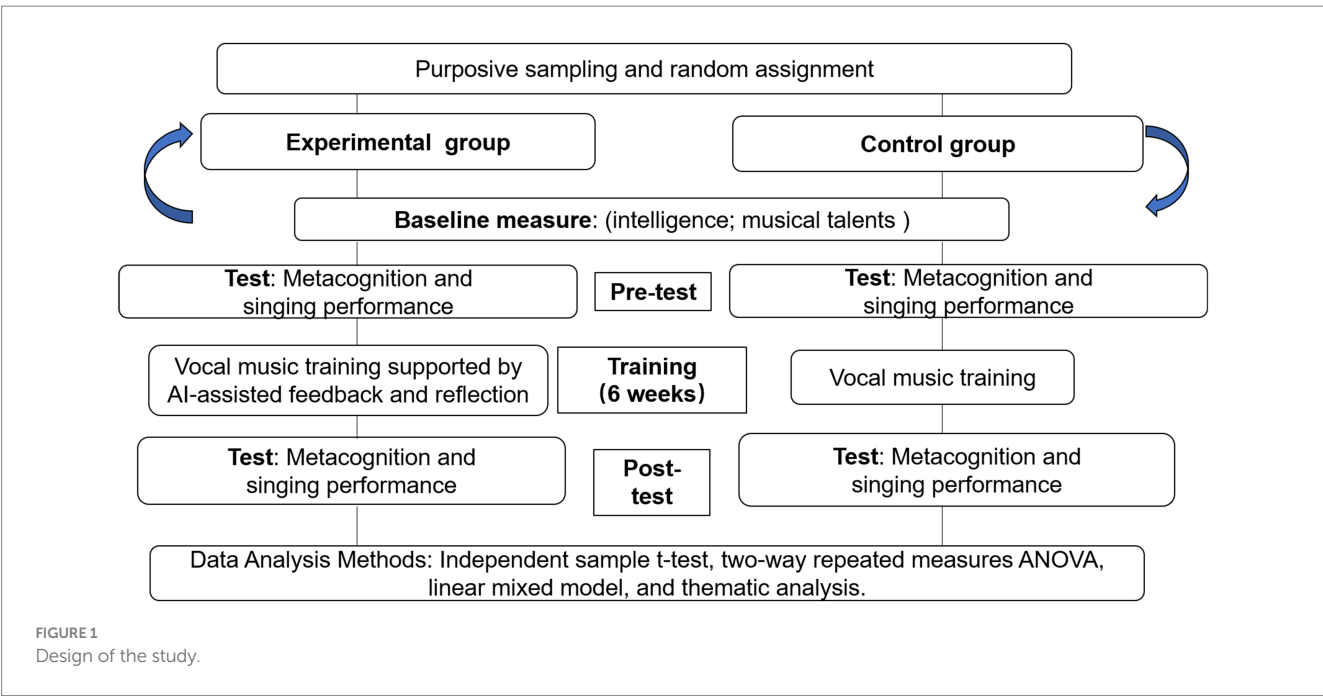 Purposive sampling and random assignment
Experimental group
Control group
Baseline measure: (intelligence; musical talents )
Test: Metacognition and
singing performance
Pre-test
Test: Metacognition and
singing performance
Vocal music training supported by
AI-assisted feedback and reflection
Training
(6 weeks)
Vocal music training
Test: Metacognition and
singing performance
Post-
test
Test: Metacognition and
singing performance
Data Analysis Methods: Independent sample t-test, two-way repeated measures ANOVA,
linear mixed model, and thematic analysis.
FIGURE 1
Design of the study.